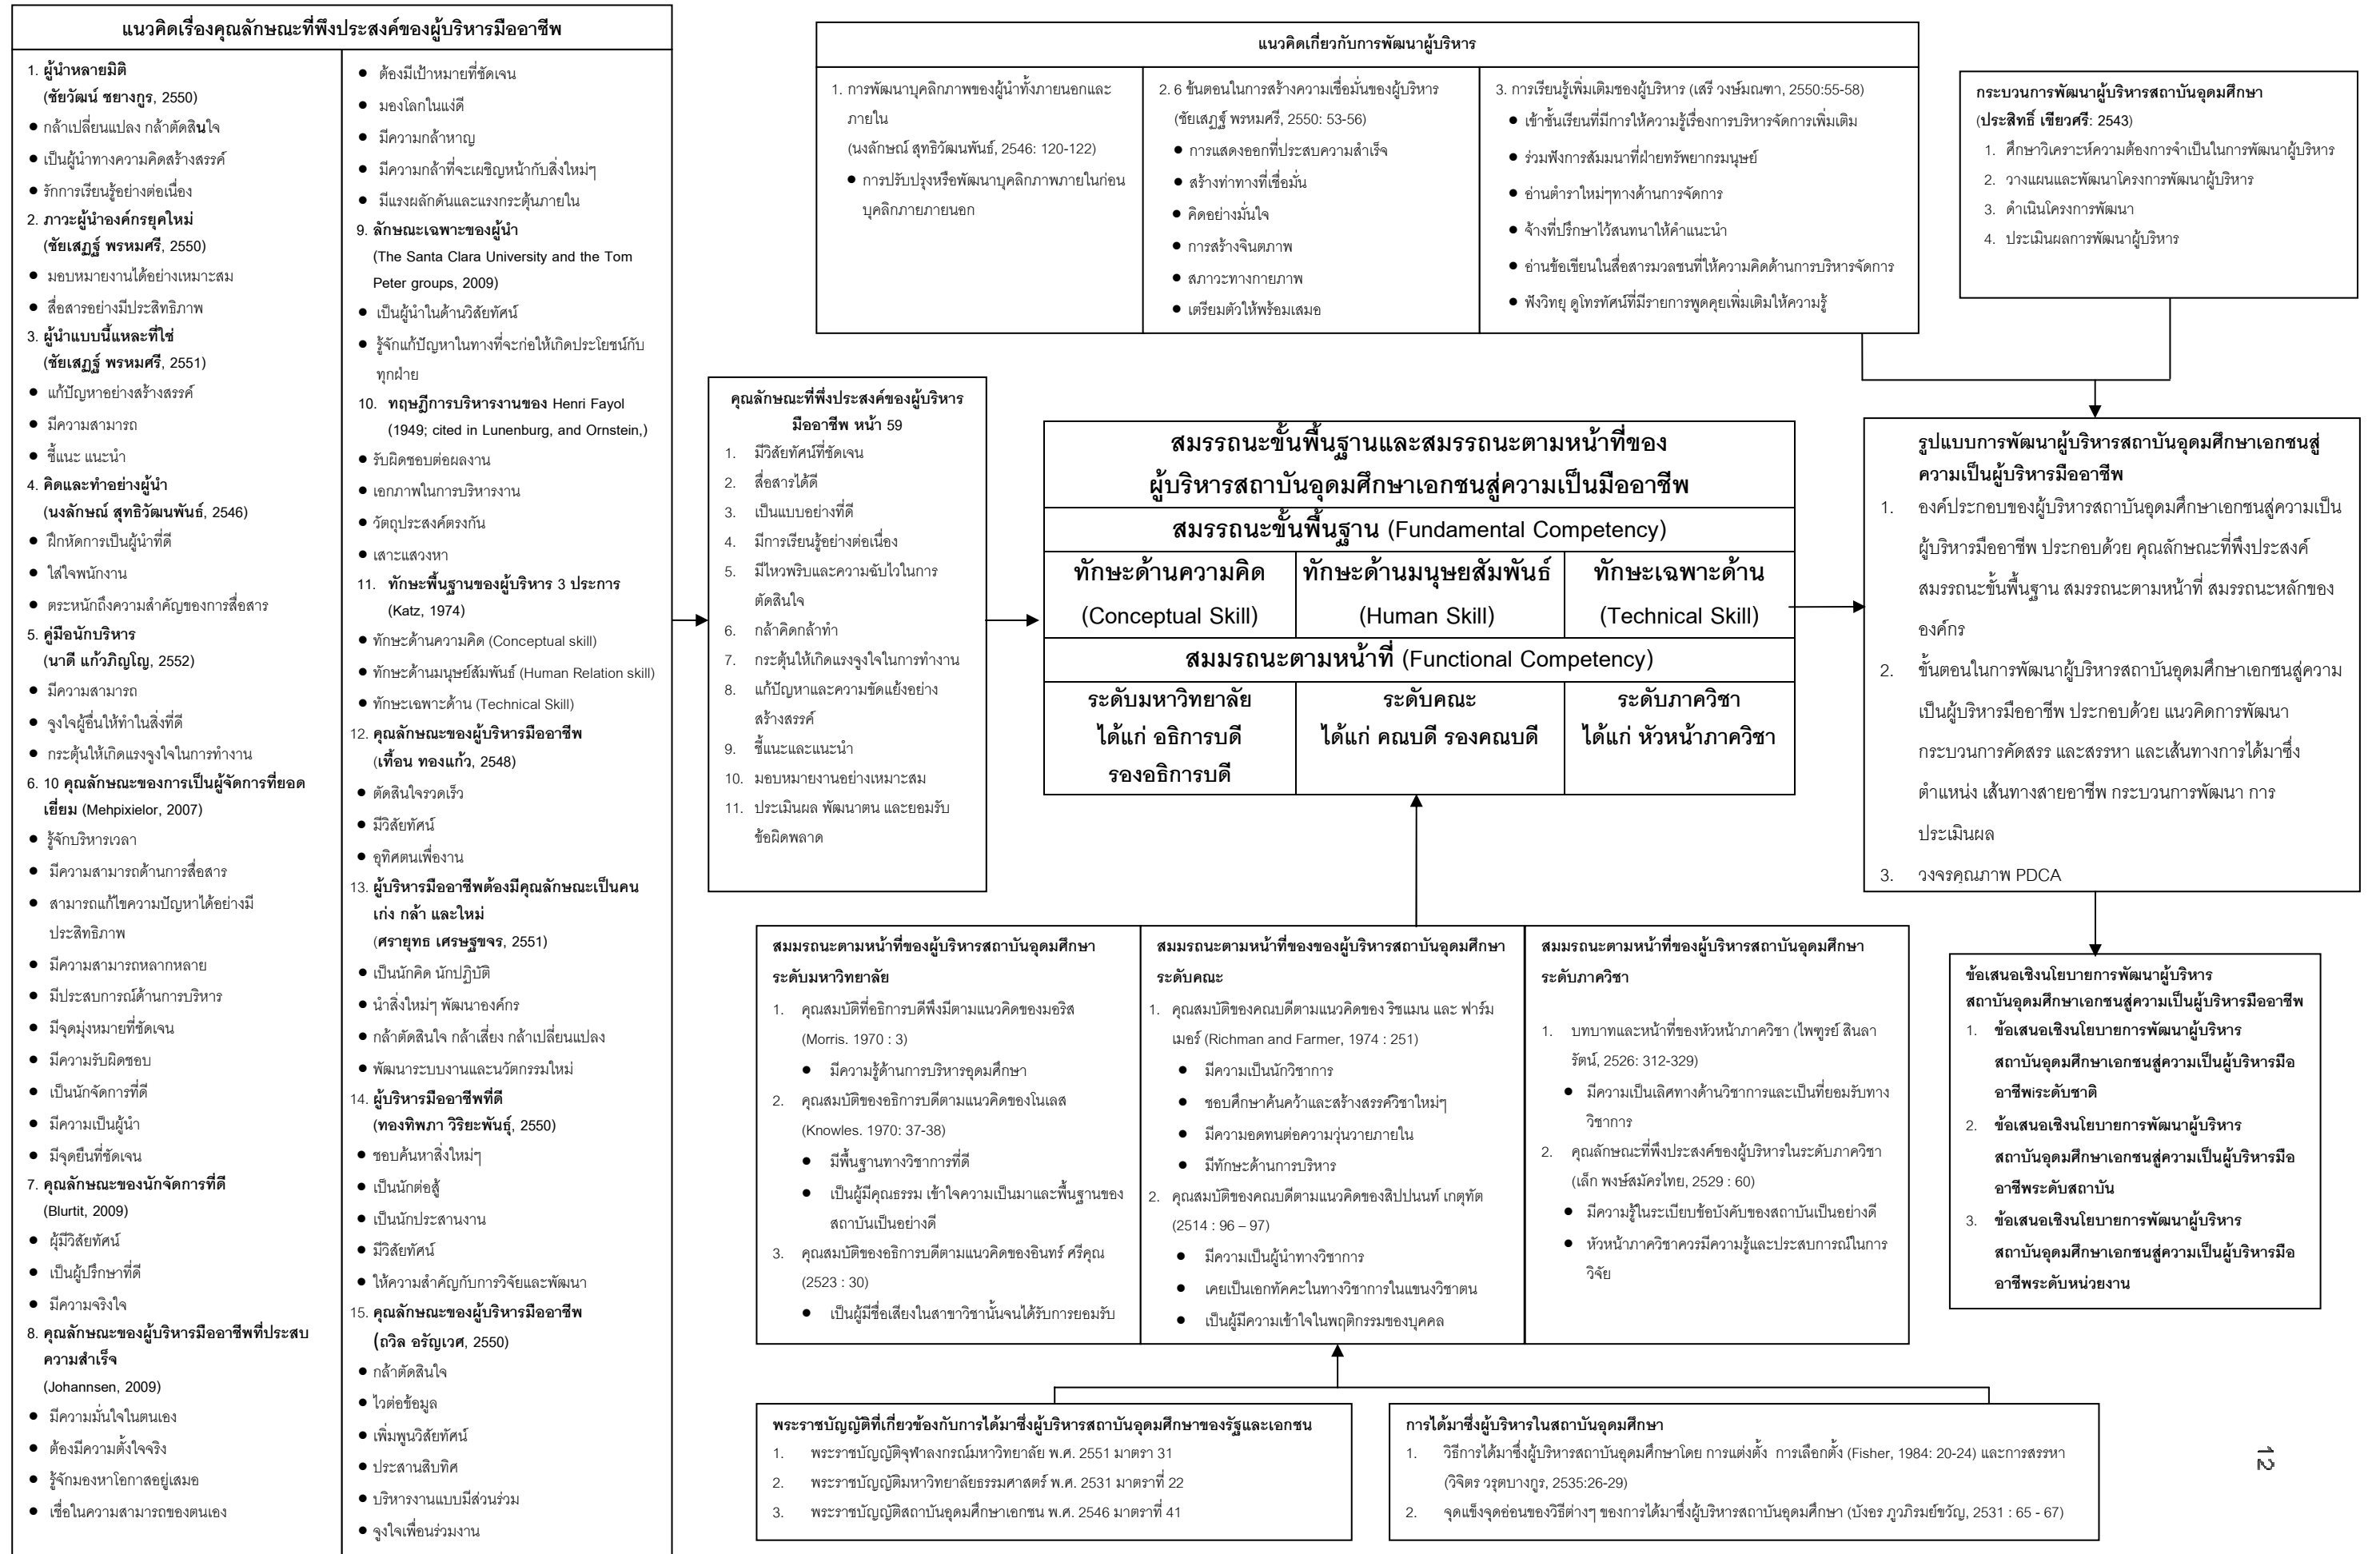 แนวคิดเรื่องคุณลักษณะที่พึงประสงค์ของผู้บริหารมืออาชีพ
1. ผู้นำหลายมิติ
(ชัยวัฒน์ ชยางกูร, 2550)
● กล้าเปลี่ยนแปลง กล้าตัดสินใจ
● เป็นผู้นำทางความคิดสร้างสรรค์
● รักการเรียนรู้อย่างต่อเนื่อง
2. ภาวะผู้นำองค์กรยุคใหม่
(ชัยเสฏฐ์ พรหมศรี, 2550)
● มอบหมายงานได้อย่างเหมาะสม
● สื่อสารอย่างมีประสิทธิภาพ
3. ผู้นำแบบนี้แหละที่ใช่
(ชัยเสฏฐ์ พรหมศรี, 2551)
● แก้ปัญหาอย่างสร้างสรรค์
● มีความสามารถ
● ชี้แนะ แนะนำ
4. คิดและทำอย่างผู้นำ
(นงลักษณ์ สุทธิวัฒนพันธ์, 2546)
● ฝึกหัดการเป็นผู้นำที่ดี
● ใส่ใจพนักงาน
● ตระหนักถึงความสำคัญของการสื่อสาร
5. คู่มือนักบริหาร
(นาดี แก้วภิญโญ, 2552)
● มีความสามารถ
● จูงใจผู้อื่นให้ทำในสิ่งที่ดี
● กระตุ้นให้เกิดแรงจูงใจในการทำงาน
6. 10 คุณลักษณะของการเป็นผู้จัดการที่ยอด
เยี่ยม (Mehpixielor, 2007)
● รู้จักบริหารเวลา
● มีความสามารถด้านการสื่อสาร
● สามารถแก้ไขความปัญหาได้อย่างมี
ประสิทธิภาพ
● มีความสามารถหลากหลาย
● มีประสบการณ์ด้านการบริหาร
● มีจุดมุ่งหมายที่ชัดเจน
● มีความรับผิดชอบ
● เป็นนักจัดการที่ดี
● มีความเป็นผู้นำ
● มีจุดยืนที่ชัดเจน
7. คุณลักษณะของนักจัดการที่ดี
(Blurtit, 2009)
● ผู้มีวิสัยทัศน์
● เป็นผู้ปรึกษาที่ดี
● มีความจริงใจ
8. คุณลักษณะของผู้บริหารมืออาชีพที่ประสบ
ความสำเร็จ
(Johannsen, 2009)
● มีความมั่นใจในตนเอง
● ต้องมีความตั้งใจจริง
● รู้จักมองหาโอกาสอยู่เสมอ
● เชื่อในความสามารถของตนเอง
● ต้องมีเป้าหมายที่ชัดเจน
● มองโลกในแง่ดี
● มีความกล้าหาญ
● มีความกล้าที่จะเผชิญหน้ากับสิ่งใหม่ๆ
● มีแรงผลักดันและแรงกระตุ้นภายใน
9. ลักษณะเฉพาะของผู้นำ
(The Santa Clara University and the Tom
Peter groups, 2009)
● เป็นผู้นำในด้านวิสัยทัศน์
● รู้จักแก้ปัญหาในทางที่จะก่อให้เกิดประโยชน์กับ
ทุกฝ่าย
10. ทฤษฎีการบริหารงานของ Henri Fayol
(1949; cited in Lunenburg, and Ornstein,)
● รับผิดชอบต่อผลงาน
● เอกภาพในการบริหารงาน
● วัตถุประสงค์ตรงกัน
● เสาะแสวงหา
11. ทักษะพื้นฐานของผู้บริหาร 3 ประการ
(Katz, 1974)
● ทักษะด้านความคิด (Conceptual skill)
● ทักษะด้านมนุษย์สัมพันธ์ (Human Relation skill)
● ทักษะเฉพาะด้าน (Technical Skill)
12. คุณลักษณะของผู้บริหารมืออาชีพ
(เทื้อน ทองแก้ว, 2548)
● ตัดสินใจรวดเร็ว
● มีวิสัยทัศน์
● อุทิศตนเพื่องาน
13. ผู้บริหารมืออาชีพต้องมีคุณลักษณะเป็นคน
เก่ง กล้า และใหม่
(ศรายุทธ เศรษฐขจร, 2551)
● เป็นนักคิด นักปฏิบัติ
● นำสิ่งใหม่ๆ พัฒนาองค์กร
● กล้าตัดสินใจ กล้าเสี่ยง กล้าเปลี่ยนแปลง
● พัฒนาระบบงานและนวัตกรรมใหม่
14. ผู้บริหารมืออาชีพที่ดี
(ทองทิพภา วิริยะพันธุ์, 2550)
● ชอบค้นหาสิ่งใหม่ๆ
● เป็นนักต่อสู้
● เป็นนักประสานงาน
● มีวิสัยทัศน์
● ให้ความสำคัญกับการวิจัยและพัฒนา
15. คุณลักษณะของผู้บริหารมืออาชีพ
(ถวิล อรัญเวศ, 2550)
● กล้าตัดสินใจ
● ไวต่อข้อมูล
● เพิ่มพูนวิสัยทัศน์
● ประสานสิบทิศ
● บริหารงานแบบมีส่วนร่วม
● จูงใจเพื่อนร่วมงาน
แนวคิดเกี่ยวกับการพัฒนาผู้บริหาร
1. การพัฒนาบุคลิกภาพของผู้นำทั้งภายนอกและ
ภายใน
(นงลักษณ์ สุทธิวัฒนพันธ์, 2546: 120-122)
● การปรับปรุงหรือพัฒนาบุคลิกภาพภายในก่อน
บุคลิกภายภายนอก
2. 6 ขั้นตอนในการสร้างความเชื่อมั่นของผู้บริหาร
(ชัยเสฏฐ์ พรหมศรี, 2550: 53-56)
● การแสดงออกที่ประสบความสำเร็จ
● สร้างท่าทางที่เชื่อมั่น
● คิดอย่างมั่นใจ
● การสร้างจินตภาพ
● สภาวะทางกายภาพ
● เตรียมตัวให้พร้อมเสมอ
3. การเรียนรู้เพิ่มเติมชองผู้บริหาร (เสรี วงษ์มณฑา, 2550:55-58)
● เข้าชั้นเรียนที่มีการให้ความรู้เรื่องการบริหารจัดการเพิ่มเติม
● ร่วมฟังการสัมมนาที่ฝ่ายทรัพยากรมนุษย์
● อ่านตำราใหม่ๆทางด้านการจัดการ
● จ้างที่ปรึกษาไว้สนทนาให้คำแนะนำ
● อ่านข้อเขียนในสื่อสารมวลชนที่ให้ความคิดด้านการบริหารจัดการ
● ฟังวิทยุ ดูโทรทัศน์ที่มีรายการพูดคุยเพิ่มเติมให้ความรู้
กระบวนการพัฒนาผู้บริหารสถาบันอุดมศึกษา
(ประสิทธิ์ เขียวศรี: 2543)
1. ศึกษาวิเคราะห์ความต้องการจำเป็นในการพัฒนาผู้บริหาร
2. วางแผนและพัฒนาโครงการพัฒนาผู้บริหาร
3. ดำเนินโครงการพัฒนา
4. ประเมินผลการพัฒนาผู้บริหาร
คุณลักษณะที่พึงประสงค์ของผู้บริหาร
มืออาชีพ หน้า 59
1. มีวิสัยทัศน์ที่ชัดเจน
2. สื่อสารได้ดี
3. เป็นแบบอย่างที่ดี
4. มีการเรียนรู้อย่างต่อเนื่อง
5. มีไหวพริบและความฉับไวในการ
ตัดสินใจ
6. กล้าคิดกล้าทำ
7. กระตุ้นให้เกิดแรงจูงใจในการทำงาน
8. แก้ปัญหาและความขัดแย้งอย่าง
สร้างสรรค์
9. ชี้แนะและแนะนำ
10. มอบหมายงานอย่างเหมาะสม
11. ประเมินผล พัฒนาตน และยอมรับ
ข้อผิดพลาด
สมรรถนะขั้นพื้นฐานและสมรรถนะตามหน้าที่ของ
ผู้บริหารสถาบันอุดมศึกษาเอกชนสู่ความเป็นมืออาชีพ
สมรรถนะขั้นพื้นฐาน (Fundamental Competency)
ทักษะด้านความคิด
(Conceptual Skill)
ทักษะด้านมนุษยสัมพันธ์
(Human Skill)
ทักษะเฉพาะด้าน
(Technical Skill)
สมมรถนะตามหน้าที่ (Functional Competency)
ระดับมหาวิทยาลัย
ได้แก่ อธิการบดี
รองอธิการบดี
ระดับคณะ
ได้แก่ คณบดี รองคณบดี
ระดับภาควิชา
ได้แก่ หัวหน้าภาควิชา
รูปแบบการพัฒนาผู้บริหารสถาบันอุดมศึกษาเอกชนสู่
ความเป็นผู้บริหารมืออาชีพ
1. องค์ประกอบของผู้บริหารสถาบันอุดมศึกษาเอกชนสู่ความเป็น
ผู้บริหารมืออาชีพ ประกอบด้วย คุณลักษณะที่พึงประสงค์
สมรรถนะขั้นพื้นฐาน สมรรถนะตามหน้าที่ สมรรถนะหลักของ
องค์กร
2. ขั้นตอนในการพัฒนาผู้บริหารสถาบันอุดมศึกษาเอกชนสู่ความ
เป็นผู้บริหารมืออาชีพ ประกอบด้วย แนวคิดการพัฒนา
กระบวนการคัดสรร และสรรหา และเส้นทางการได้มาซึ่ง
ตำแหน่ง เส้นทางสายอาชีพ กระบวนการพัฒนา การ
ประเมินผล
3. วงจรคุณภาพ PDCA
สมมรถนะตามหน้าที่ของผู้บริหารสถาบันอุดมศึกษา
ระดับมหาวิทยาลัย
1. คุณสมบัติที่อธิการบดีพึงมีตามแนวคิดของมอริส
(Morris. 1970 : 3)
● มีความรู้ด้านการบริหารอุดมศึกษา
2. คุณสมบัติของอธิการบดีตามแนวคิดของโนเลส
(Knowles. 1970: 37-38)
● มีพื้นฐานทางวิชาการที่ดี
● เป็นผู้มีคุณธรรม เข้าใจความเป็นมาและพื้นฐานของ
สถาบันเป็นอย่างดี
3. คุณสมบัติของอธิการบดีตามแนวคิดของอินทร์ ศรีคุณ
(2523 : 30)
● เป็นผู้มีชื่อเสียงในสาขาวิชานั้นจนได้รับการยอมรับ
สมมรถนะตามหน้าที่ของของผู้บริหารสถาบันอุดมศึกษา
ระดับคณะ
1. คุณสมบัติของคณบดีตามแนวคิดของ ริชแมน และ ฟาร์ม
เมอร์ (Richman and Farmer, 1974 : 251)
● มีความเป็นนักวิชาการ
● ชอบศึกษาค้นคว้าและสร้างสรรค์วิชาใหม่ๆ
● มีความอดทนต่อความวุ่นวายภายใน
● มีทักษะด้านการบริหาร
2. คุณสมบัติของคณบดีตามแนวคิดของสิปปนนท์ เกตุทัต
(2514 : 96 – 97)
● มีความเป็นผู้นำทางวิชาการ
● เคยเป็นเอกทัคคะในทางวิชาการในแขนงวิชาตน
● เป็นผู้มีความเข้าใจในพฤติกรรมของบุคคล
สมมรถนะตามหน้าที่ของผู้บริหารสถาบันอุดมศึกษา
ระดับภาควิชา
1. บทบาทและหน้าที่ของหัวหน้าภาควิชา (ไพฑูรย์ สินลา
รัตน์, 2526: 312-329)
● มีความเป็นเลิศทางด้านวิชาการและเป็นที่ยอมรับทาง
วิชาการ
2. คุณลักษณะที่พึงประสงค์ของผู้บริหารในระดับภาควิชา
(เล็ก พงษ์สมัครไทย, 2529 : 60)
● มีความรู้ในระเบียบข้อบังคับของสถาบันเป็นอย่างดี
● หัวหน้าภาควิชาควรมีความรู้และประสบการณ์ในการ
วิจัย
ข้อเสนอเชิงนโยบายการพัฒนาผู้บริหาร
สถาบันอุดมศึกษาเอกชนสู่ความเป็นผู้บริหารมืออาชีพ
1. ข้อเสนอเชิงนโยบายการพัฒนาผู้บริหาร
สถาบันอุดมศึกษาเอกชนสู่ความเป็นผู้บริหารมือ
อาชีพระดับชาติ
2. ข้อเสนอเชิงนโยบายการพัฒนาผู้บริหาร
สถาบันอุดมศึกษาเอกชนสู่ความเป็นผู้บริหารมือ
อาชีพระดับสถาบัน
3. ข้อเสนอเชิงนโยบายการพัฒนาผู้บริหาร
สถาบันอุดมศึกษาเอกชนสู่ความเป็นผู้บริหารมือ
อาชีพระดับหน่วยงาน
พระราชบัญญัติที่เกี่ยวข้องกับการได้มาซึ่งผู้บริหารสถาบันอุดมศึกษาของรัฐและเอกชน
1. พระราชบัญญัติจุฬาลงกรณ์มหาวิทยาลัย พ.ศ. 2551 มาตรา 31
2. พระราชบัญญัติมหาวิทยาลัยธรรมศาสตร์ พ.ศ. 2531 มาตราที่ 22
3. พระราชบัญญัติสถาบันอุดมศึกษาเอกชน พ.ศ. 2546 มาตราที่ 41
การได้มาซึ่งผู้บริหารในสถาบันอุดมศึกษา
1. วิธีการได้มาซึ่งผู้บริหารสถาบันอุดมศึกษาโดย การแต่งตั้ง การเลือกตั้ง (Fisher, 1984: 20-24) และการสรรหา
(วิจิตร วรุตบางกูร, 2535:26-29)
2. จุดแข็งจุดอ่อนของวิธีต่างๆ ของการได้มาซึ่งผู้บริหารสถาบันอุดมศึกษา (บังอร ภูวภิรมย์ขวัญ, 2531 : 65 - 67)
12